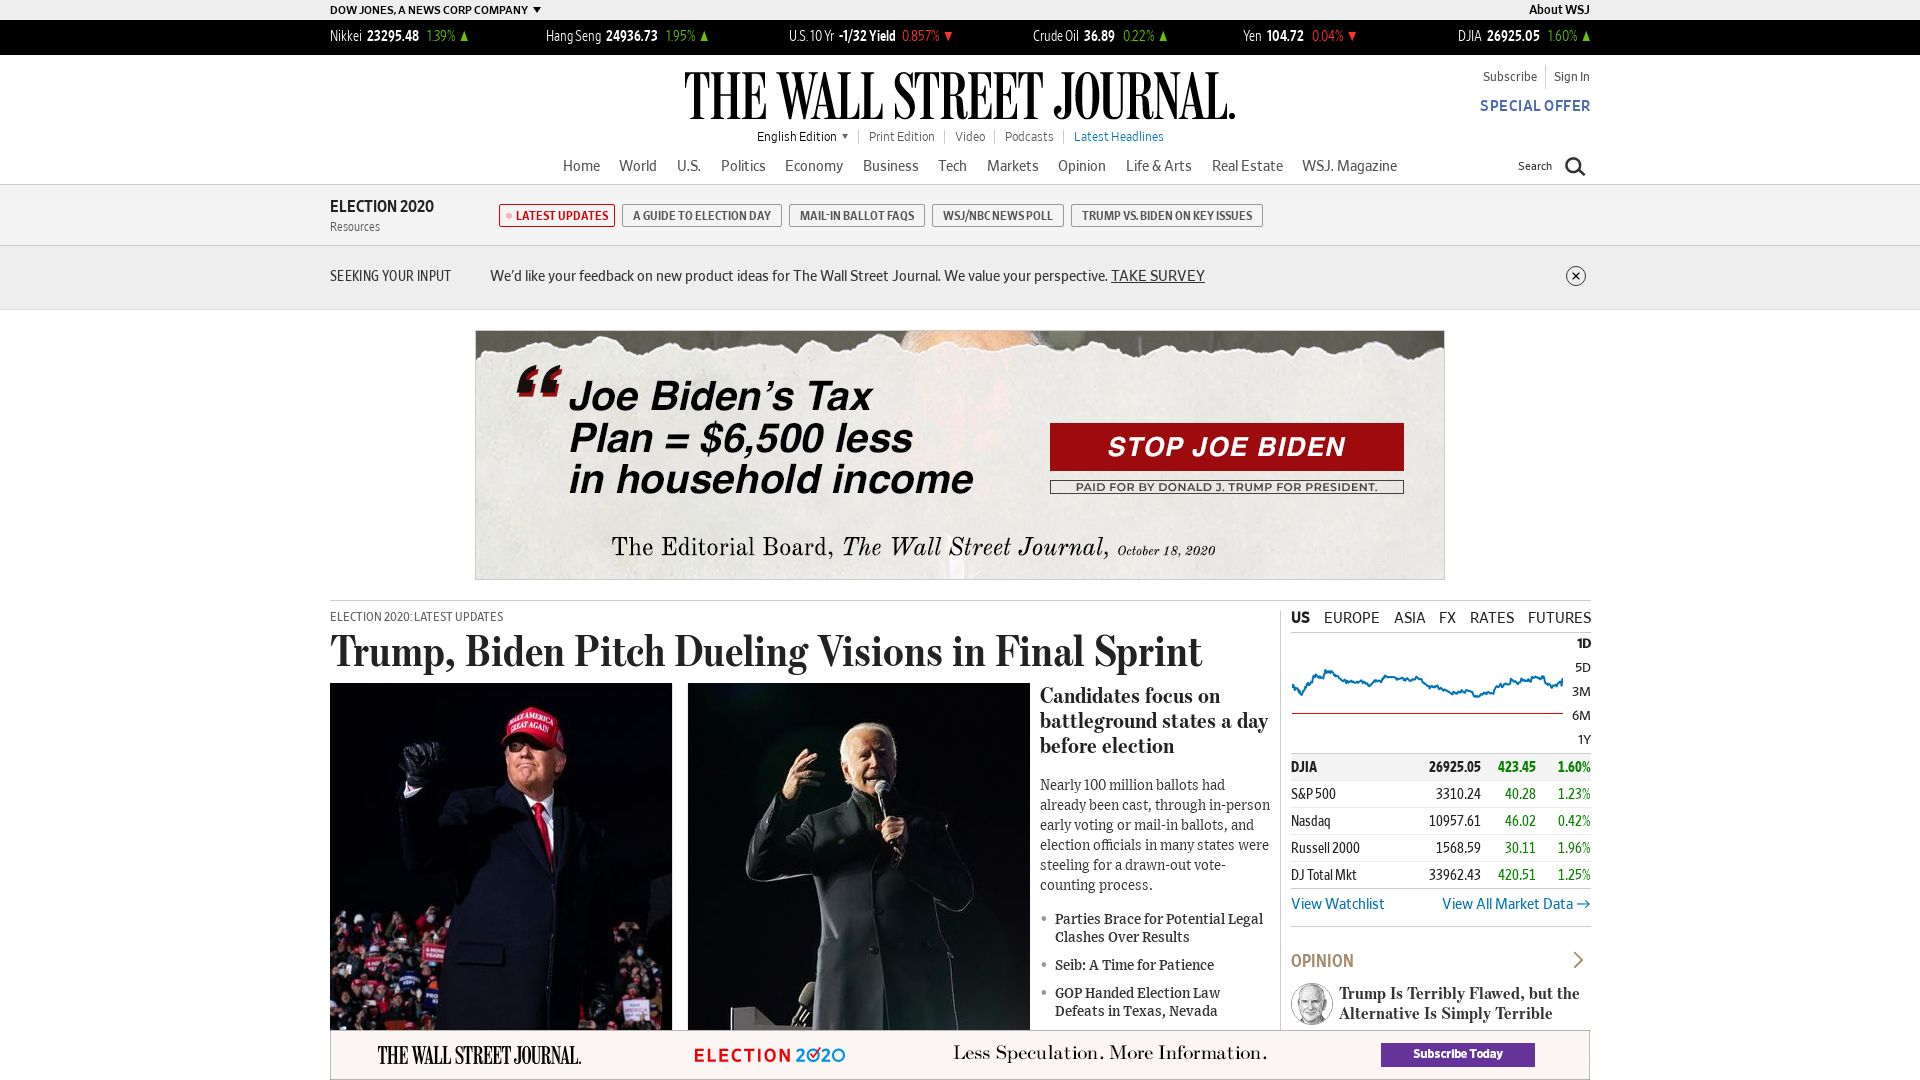 DOW JONES, A NEWS CORP COMPANY
About WSJ
Nikkei 23295.48 1.39%
Hang Seng 24936.73 1.95%
U.S. 10 Yr -1/32 Yield 0.857%
Crude Oil 36.89 0.22%
Yen 104.72 0.04%
DJIA 26925.05 1.60%
THE WALL STREET JOURNAL.
Subscribe
Sign In
SPECIAL OFFER
English Edition
Print Edition
Video
Podcasts
Latest Headlines
Home World U.S. Politics Economy Business Tech Markets Opinion Life & Arts Real Estate WSJ. Magazine
Search
ELECTION 2020
Resources
LATEST UPDATES
A GUIDE TO ELECTION DAY
MAIL-IN BALLOT FAQS
WSJ/NBC NEWS POLL
TRUMP VS. BIDEN ON KEY ISSUES
SEEKING YOUR INPUT
We’d like your feedback on new product ideas for The Wall Street Journal. We value your perspective. TAKE SURVEY
“Joe Biden’s Tax
Plan = $6,500 less
in household income
STOP JOE BIDEN
PAID FOR BY DONALD J. TRUMP FOR PRESIDENT.
The Editorial Board, The Wall Street Journal, October 18, 2020
ELECTION 2020: LATEST UPDATES
Trump, Biden Pitch Dueling Visions in Final Sprint
MAKE AMERICA
GREAT AGAIN
Candidates focus on
battleground states a day
before election
Nearly 100 million ballots had
already been cast, through in-person
early voting or mail-in ballots, and
election officials in many states were
steeling for a drawn-out vote-
counting process.
• Parties Brace for Potential Legal
Clashes Over Results
• Seib: A Time for Patience
• GOP Handed Election Law
Defeats in Texas, Nevada
US EUROPE ASIA FX RATES FUTURES
1D
5D
3M
6M
1Y
DJIA 26925.05 423.45 1.60%
S&P 500 3310.24 40.28 1.23%
Nasdaq 10957.61 46.02 0.42%
Russell 2000 1568.59 30.11 1.96%
DJ Total Mkt 33962.43 420.51 1.25%
View Watchlist
View All Market Data
OPINION
Trump Is Terribly Flawed, but the
Alternative Is Simply Terrible
THE WALL STREET JOURNAL.
ELECTION 2020
Less Speculation. More Information.
Subscribe Today